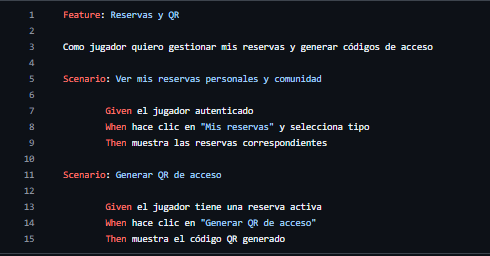 1 Feature: Reservas y QR
2
3 Como jugador quiero gestionar mis reservas y generar códigos de acceso
4
5 Scenario: Ver mis reservas personales y comunidad
6
7 Given el jugador autenticado
8 When hace clic en "Mis reservas" y selecciona tipo
9 Then muestra las reservas correspondientes
10
11 Scenario: Generar QR de acceso
12
13 Given el jugador tiene una reserva activa
14 When hace clic en "Generar QR de acceso"
15 Then muestra el código QR generado